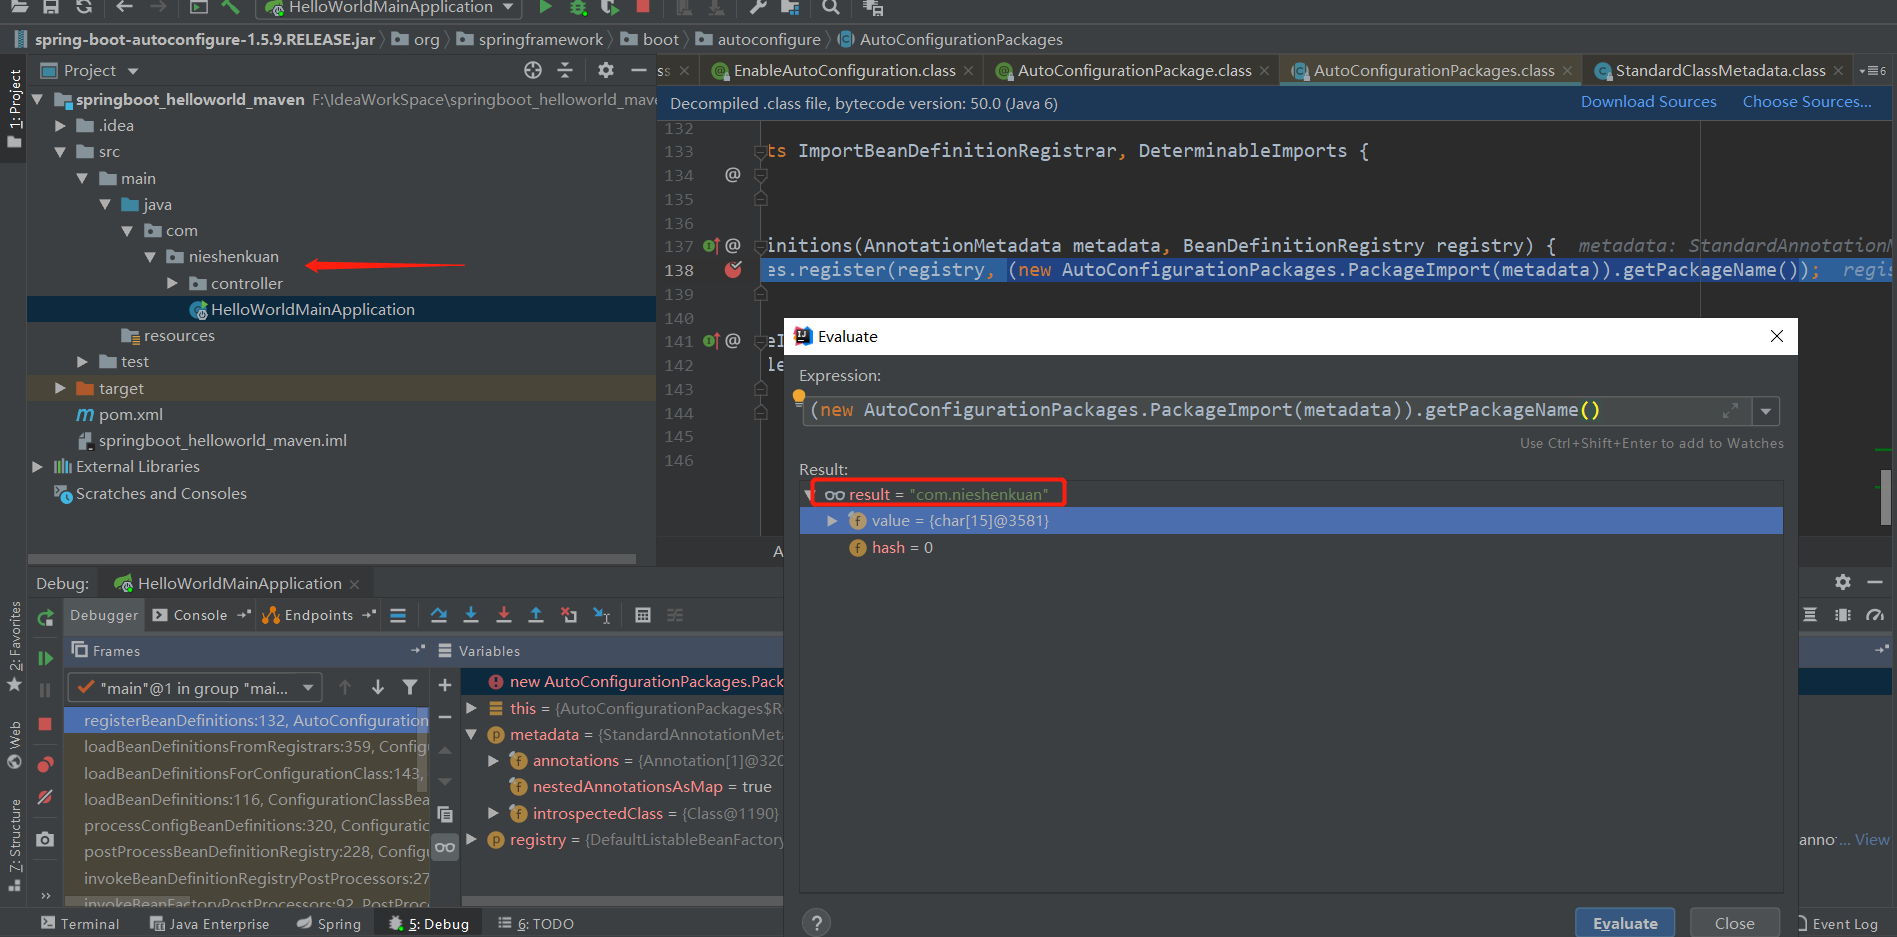 HelloWorldMainApplication
spring-boot-autoconfigure-1.5.9.RELEASE.jar org springframework boot autoconfigure AutoConfigurationPackages
1: Project
Project
ss EnableAutoConfiguration.class AutoConfigurationPackage.class AutoConfigurationPackages.class StandardClassMetadata.class 6
springboot_helloworld_maven F:\IdeaWorkSpace\springboot_helloworld_mave
.idea
src
main
java
com
nieshenkuan
controller
HelloWorldMainApplication
resources
test
target
pom.xml
springboot_helloworld_maven.iml
External Libraries
Scratches and Consoles
Decompiled .class file, bytecode version: 50.0 (Java 6) Download Sources Choose Sources...
132
133 ts ImportBeanDefinitionRegistrar, DeterminableImports {
134 @
135
136
137 @ initions(AnnotationMetadata metadata, BeanDefinitionRegistry registry) { metadata: StandardAnnotationM
138 es.register(registry, (new AutoConfigurationPackages.PackageImport(metadata)).getPackageName()); regis
139
140
141 @ eI
142 le
143
144
145
146
A
Evaluate
Expression:
(new AutoConfigurationPackages.PackageImport(metadata)).getPackageName()
Use Ctrl+Shift+Enter to add to Watches
Result:
result = "com.nieshenkuan"
value = {char[15]@3581}
hash = 0
Evaluate Close
Debug: HelloWorldMainApplication
Debugger Console Endpoints
Frames Variables
"main"@1 in group "mai...
registerBeanDefinitions:132, AutoConfiguration
loadBeanDefinitionsFromRegistrars:359, Config
loadBeanDefinitionsForConfigurationClass:143,
loadBeanDefinitions:116, ConfigurationClassBea
processConfigBeanDefinitions:320, Configuratio
postProcessBeanDefinitionRegistry:228, Config
invokeBeanDefinitionRegistryPostProcessors:27
invokeBeanFactoryPostProcessors:92, PostProc
new AutoConfigurationPackages.Pack
this = {AutoConfigurationPackages$R
metadata = {StandardAnnotationMeta
annotations = {Annotation[1]@320
nestedAnnotationsAsMap = true
introspectedClass = {Class@1190}
registry = {DefaultListableBeanFactory
anno... View
2: Favorites
Web
Z: Structure
Terminal Java Enterprise Spring 5: Debug 6: TODO Event Log